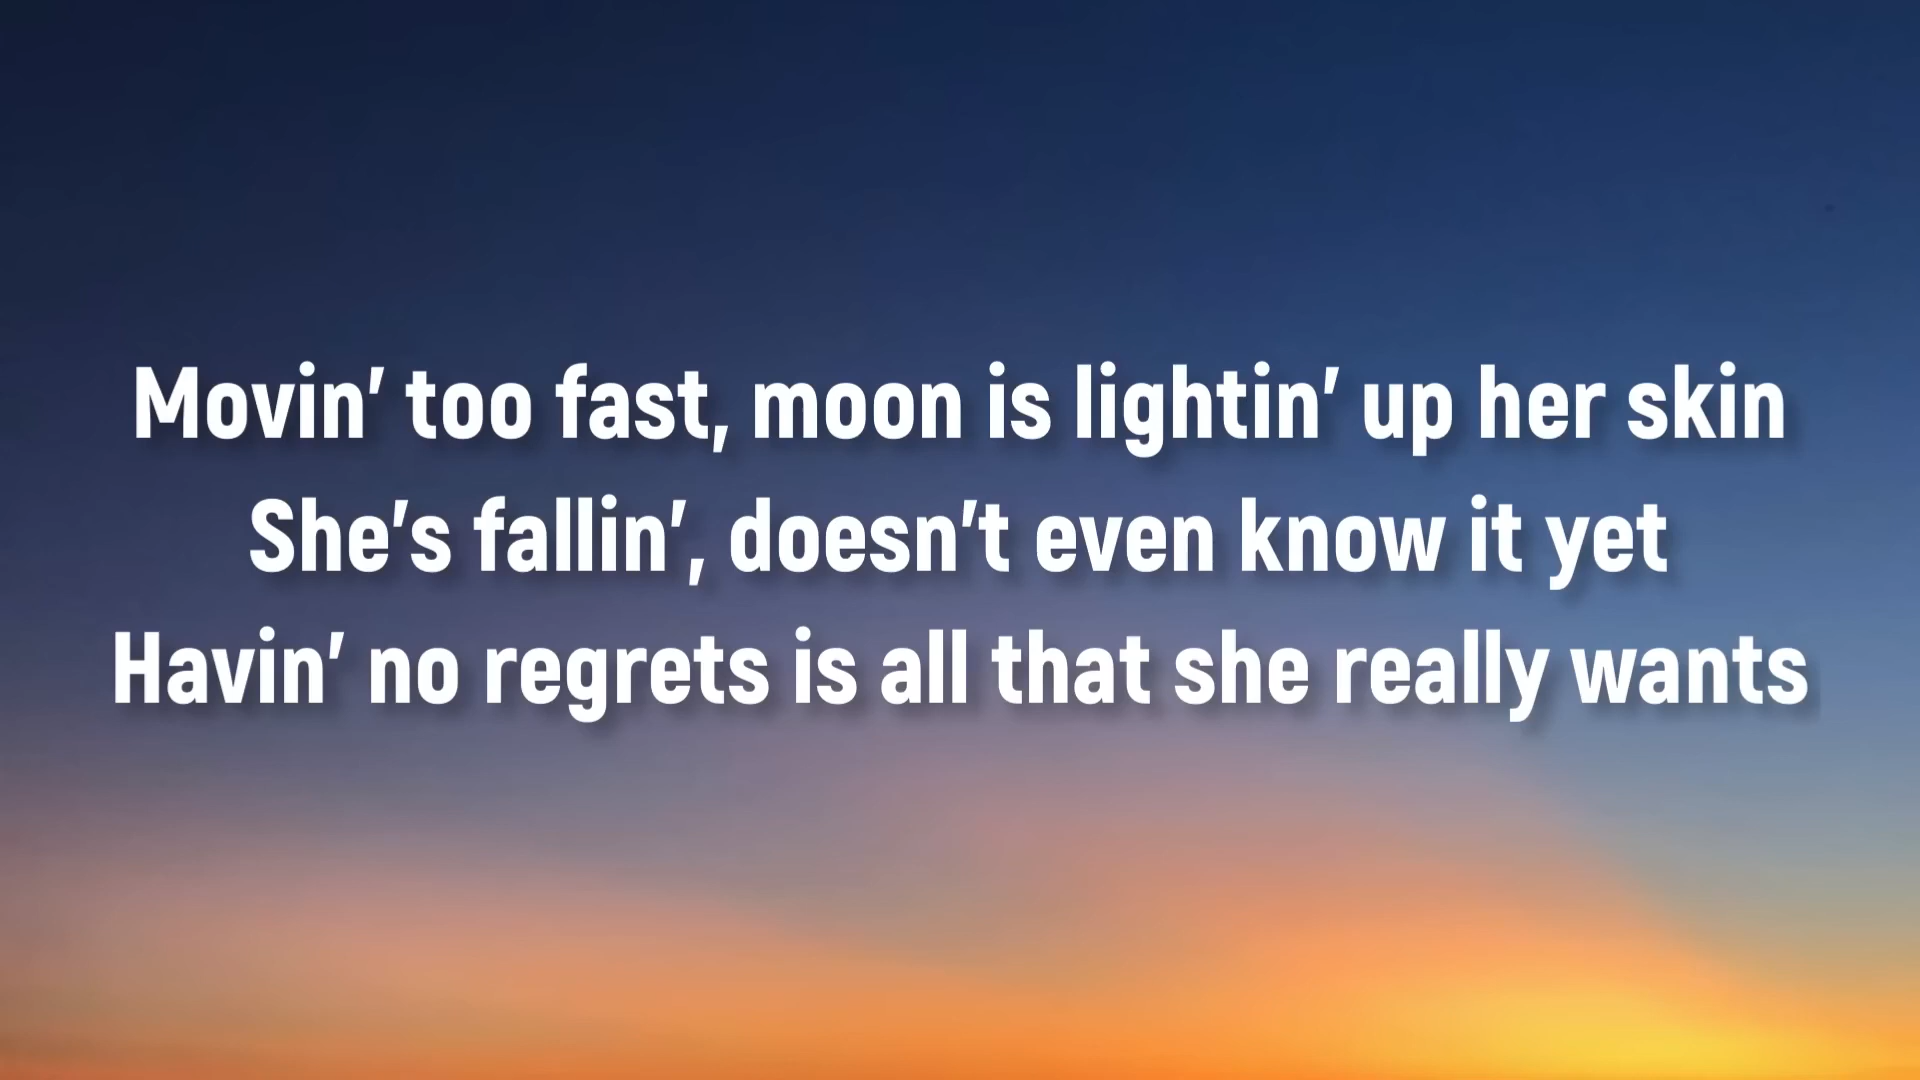 Movin’ too fast, moon is lightin’ up her skin
She’s fallin’, doesn’t even know it yet
Havin’ no regrets is all that she really wants